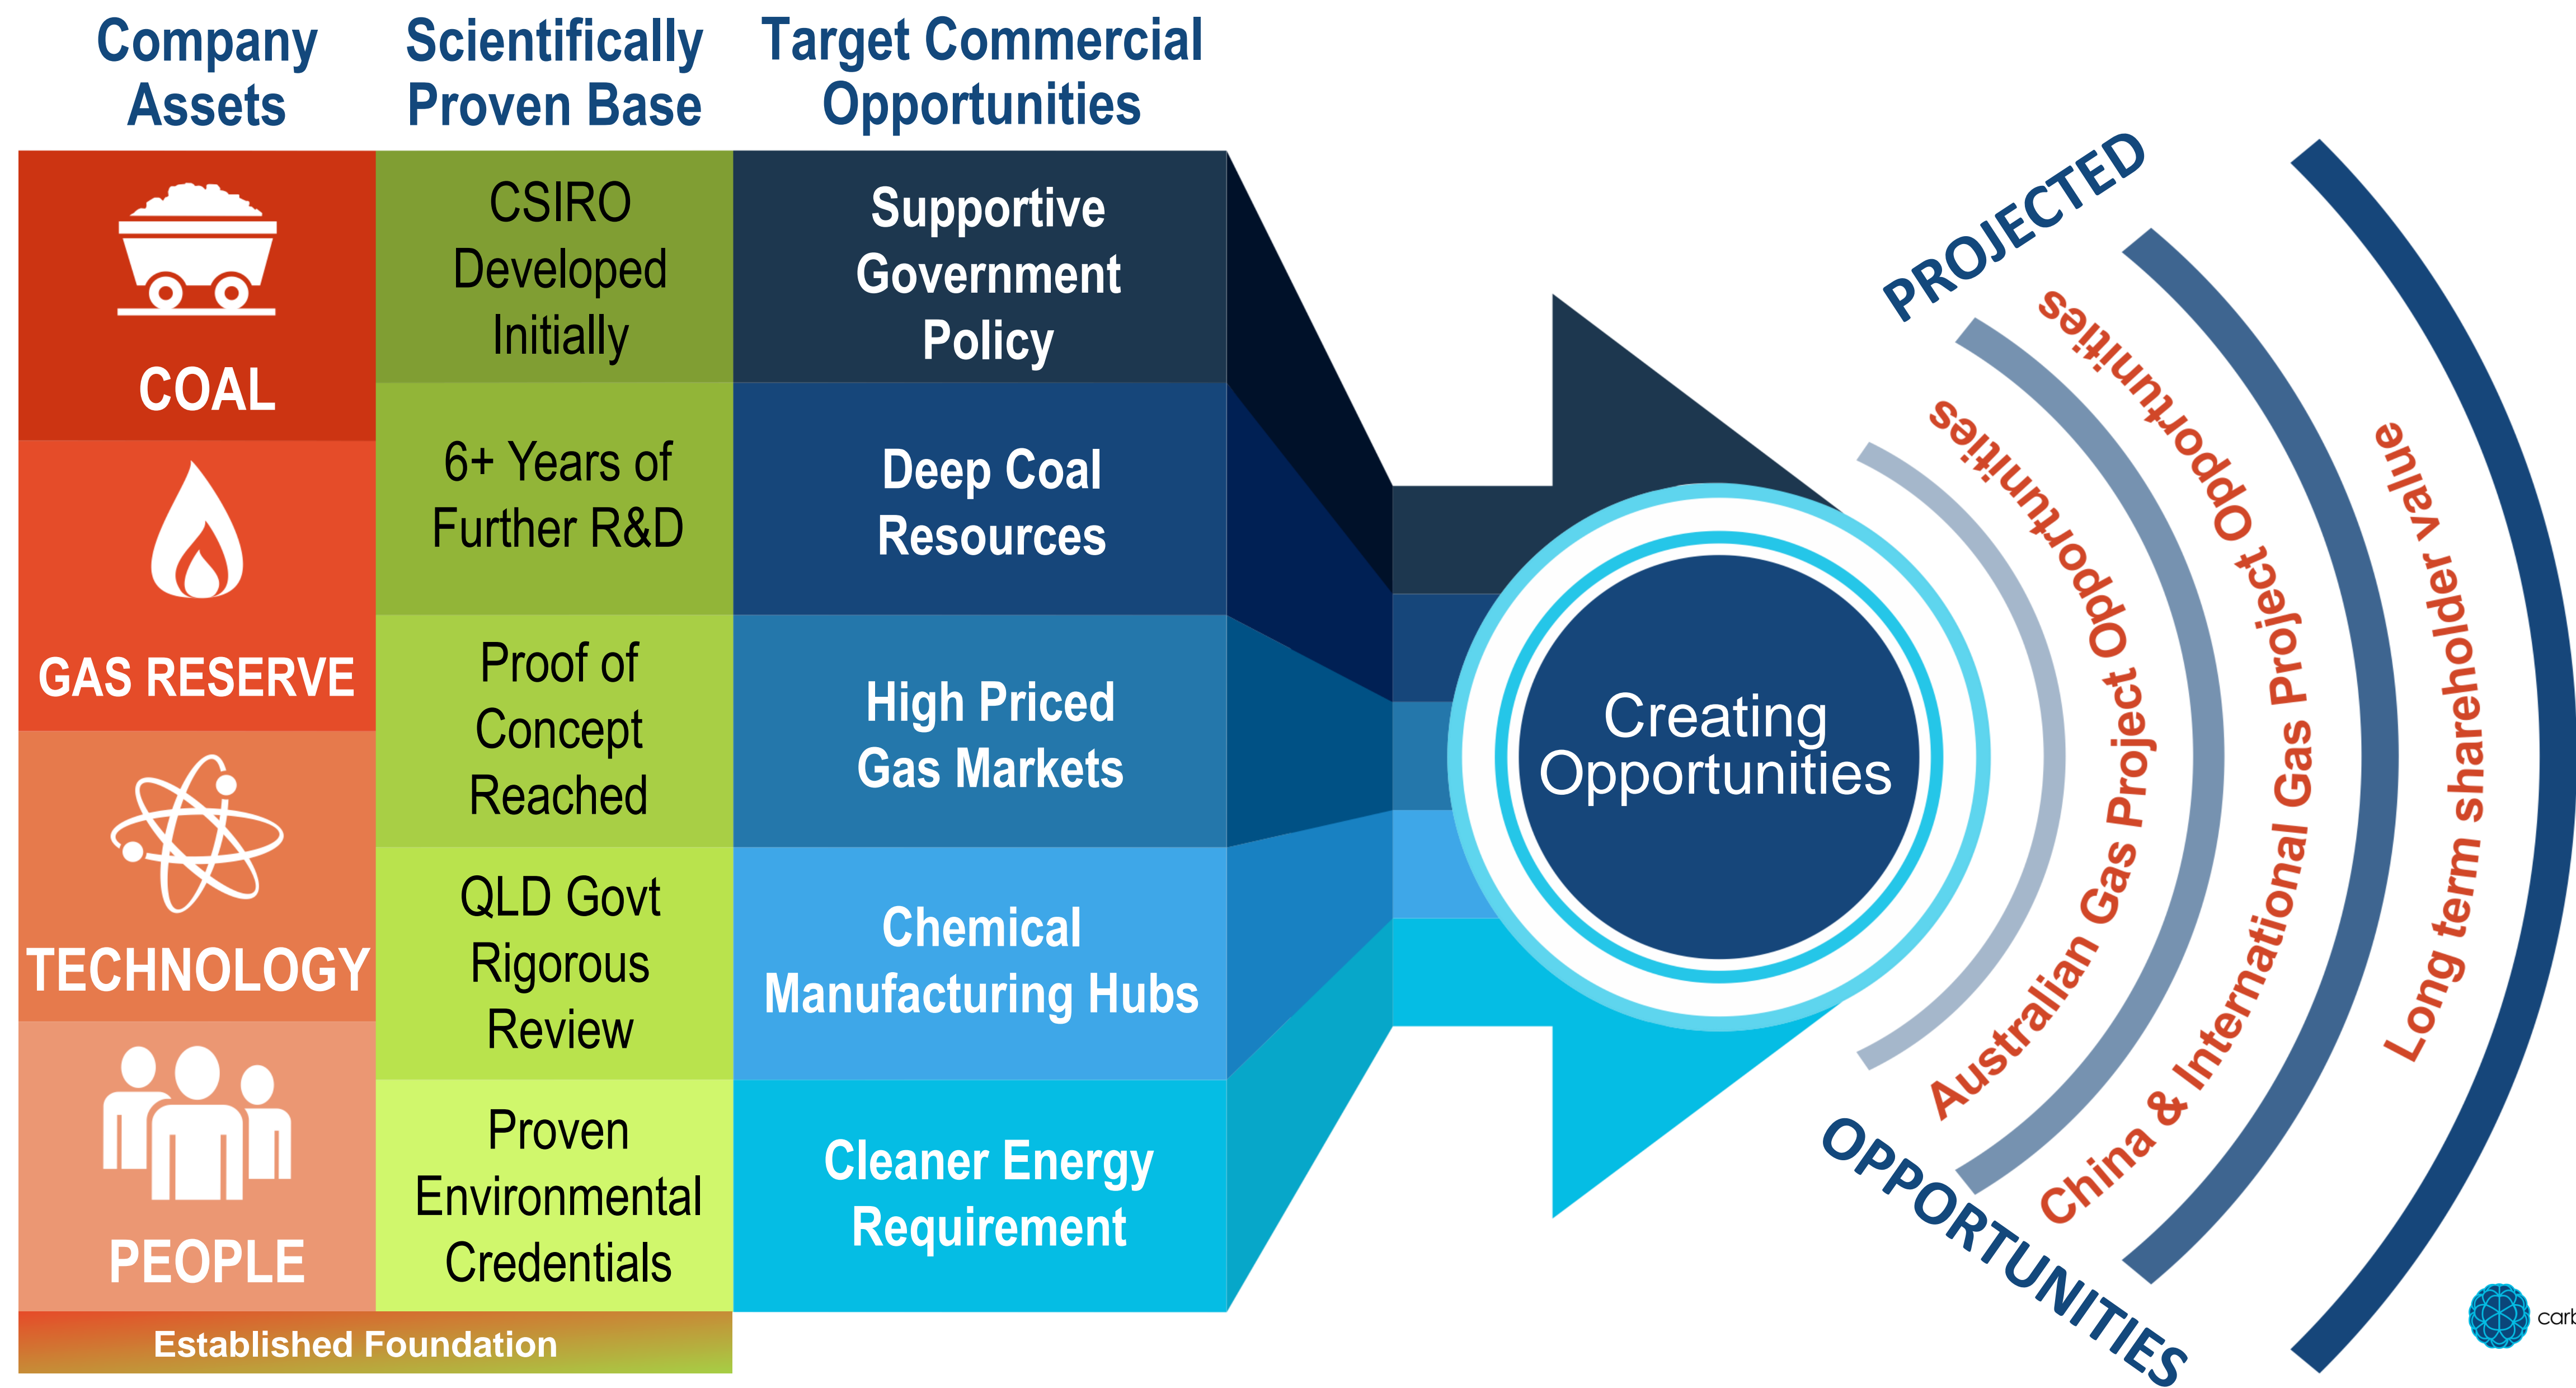 Company
Assets
Scientifically
Proven Base
Target Commercial
Opportunities
COAL
GAS RESERVE
TECHNOLOGY
PEOPLE
CSIRO
Developed
Initially
6+ Years of
Further R&D
Proof of
Concept
Reached
QLD Govt
Rigorous
Review
Proven
Environmental
Credentials
Established Foundation
Supportive
Government
Policy
Deep Coal
Resources
High Priced
Gas Markets
Chemical
Manufacturing Hubs
Cleaner Energy
Requirement
Creating
Opportunities
PROJECTED
OPPORTUNITIES
Australian Gas Project Opportunities
China & International Gas Project Opportunities
Long term shareholder value